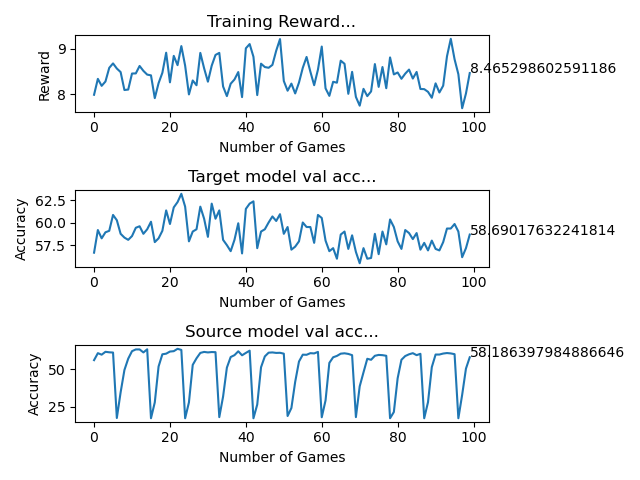 Training Reward...
9
8
Reward
8.465298602591186
0 20 40 60 80 100
Number of Games
Target model val acc...
62.5
60.0
57.5
Accuracy
58.69017632241814
0 20 40 60 80 100
Number of Games
Source model val acc...
50
25
Accuracy
58.186397984886646
0 20 40 60 80 100
Number of Games